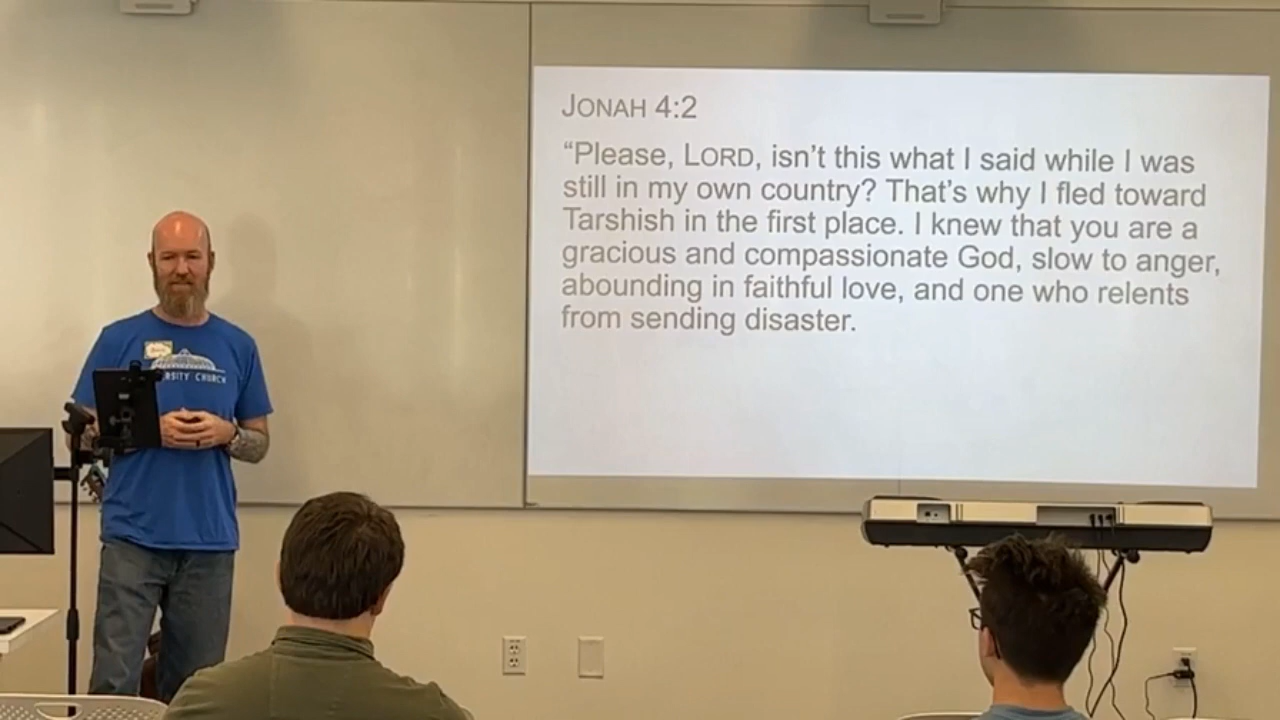 JONAH 4:2
“Please, LORD, isn’t this what I said while I was
still in my own country? That’s why I fled toward
Tarshish in the first place. I knew that you are a
gracious and compassionate God, slow to anger,
abounding in faithful love, and one who relents
from sending disaster.
RSITY CHURCH